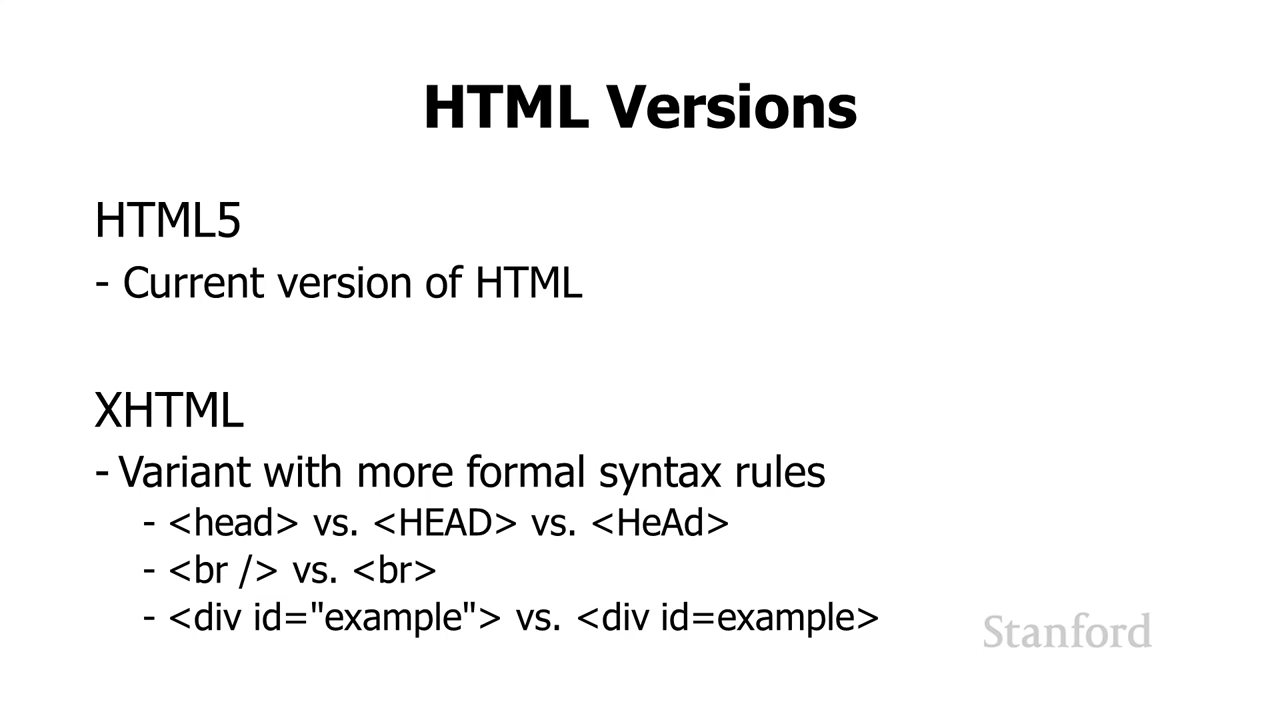 HTML Versions
HTML5
- Current version of HTML
XHTML
- Variant with more formal syntax rules
- <head> vs. <HEAD> vs. <HeAd>
- <br /> vs. <br>
- <div id="example"> vs. <div id=example>
Stanford